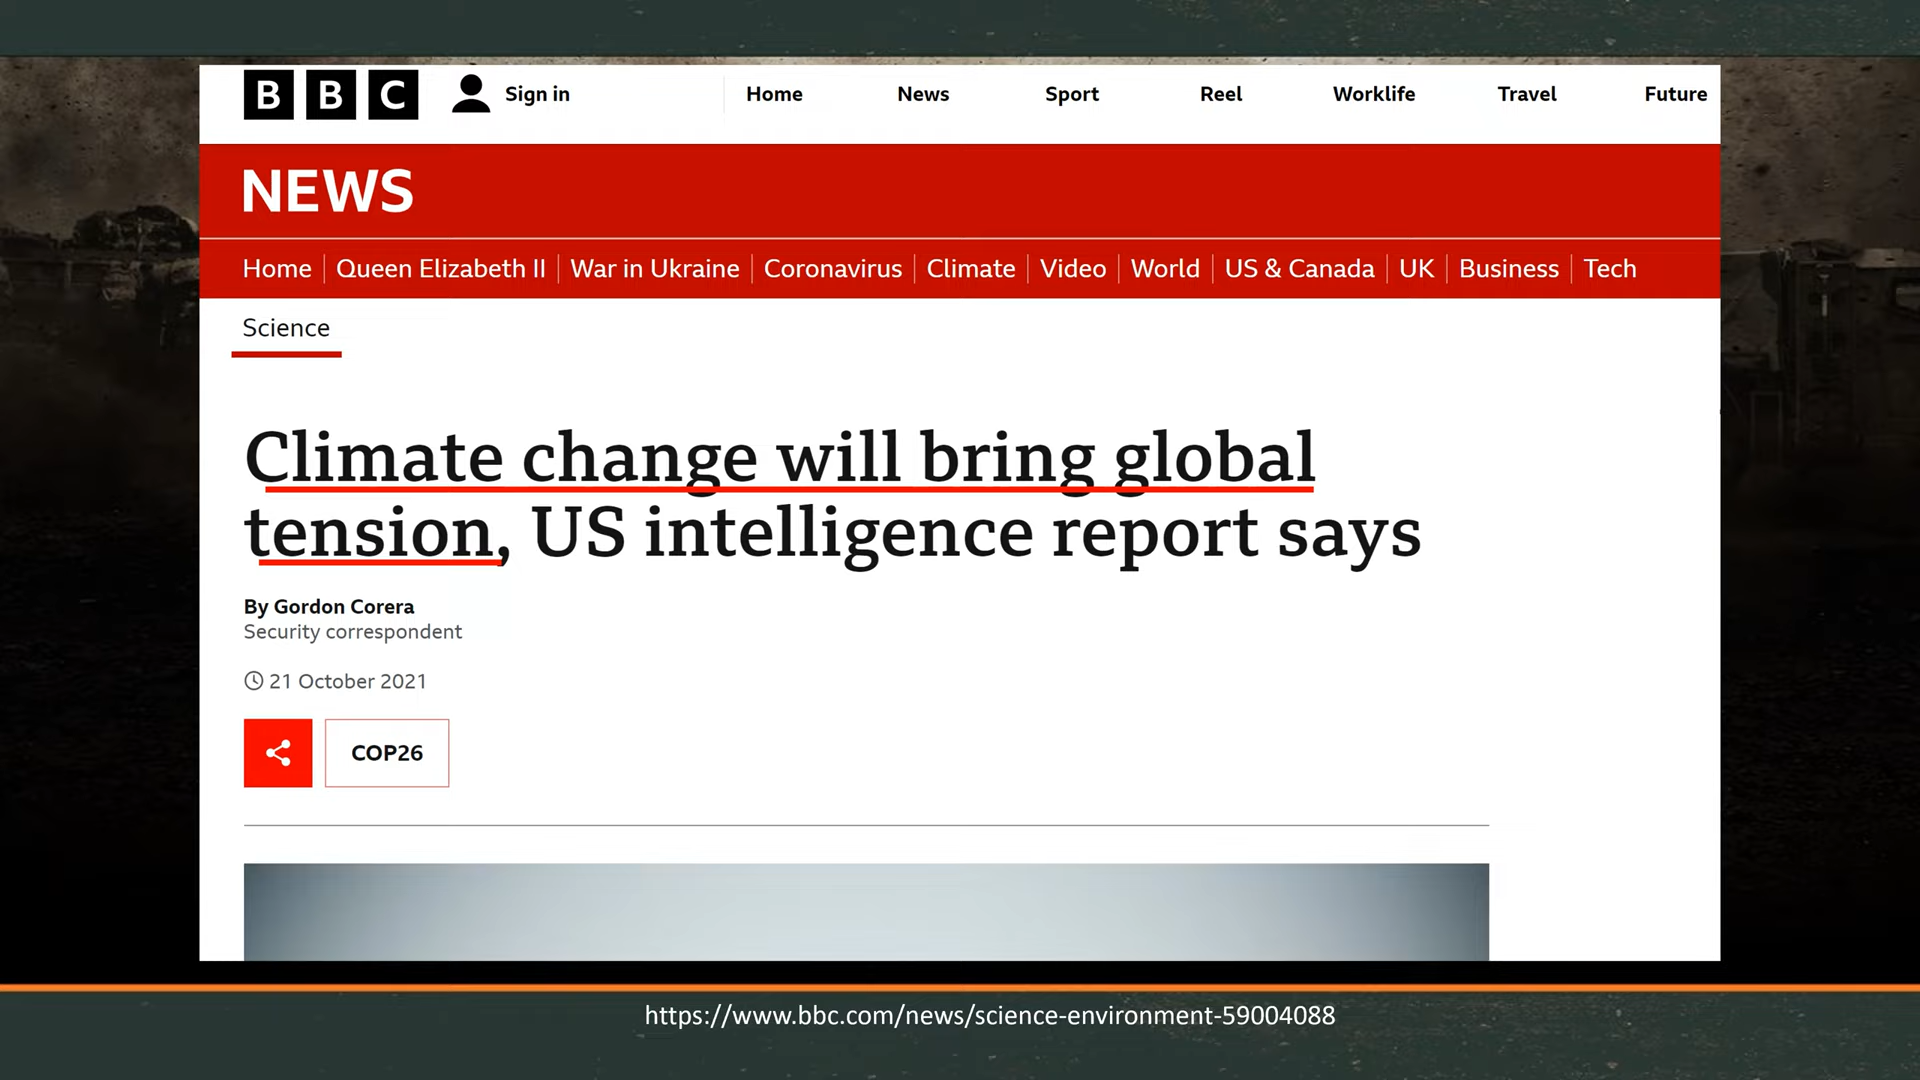 BBC Sign in Home News Sport Reel Worklife Travel Future
NEWS
Home Queen Elizabeth II War in Ukraine Coronavirus Climate Video World US & Canada UK Business Tech
Science
Climate change will bring global
tension, US intelligence report says
By Gordon Corera
Security correspondent
21 October 2021
COP26
https://www.bbc.com/news/science-environment-59004088